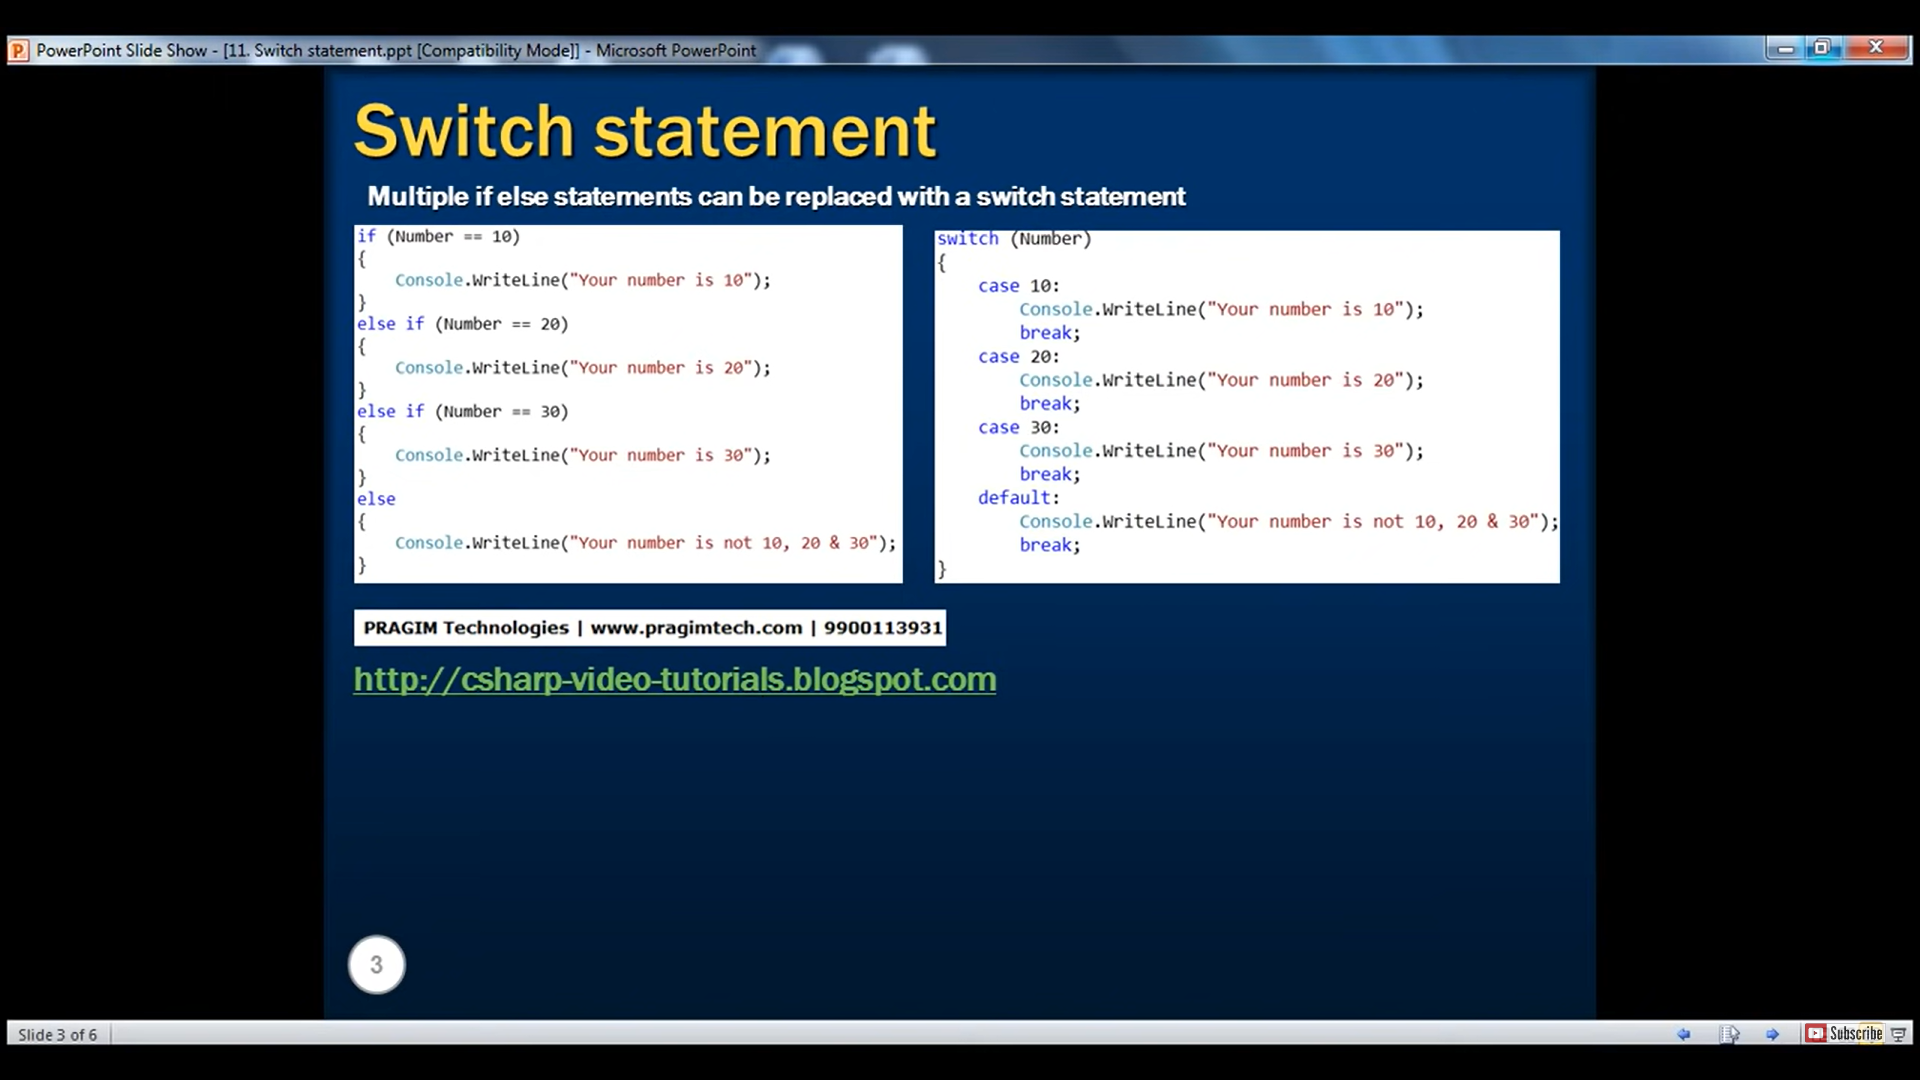 PowerPoint Slide Show - [11. Switch statement.ppt [Compatibility Mode]] - Microsoft PowerPoint
Switch statement
Multiple if else statements can be replaced with a switch statement
if (Number == 10)
{
    Console.WriteLine("Your number is 10");
}
else if (Number == 20)
{
    Console.WriteLine("Your number is 20");
}
else if (Number == 30)
{
    Console.WriteLine("Your number is 30");
}
else
{
    Console.WriteLine("Your number is not 10, 20 & 30");
}
switch (Number)
{
    case 10:
        Console.WriteLine("Your number is 10");
        break;
    case 20:
        Console.WriteLine("Your number is 20");
        break;
    case 30:
        Console.WriteLine("Your number is 30");
        break;
    default:
        Console.WriteLine("Your number is not 10, 20 & 30");
        break;
}
PRAGIM Technologies | www.pragimtech.com | 9900113931
http://csharp-video-tutorials.blogspot.com
3
Slide 3 of 6
Subscribe